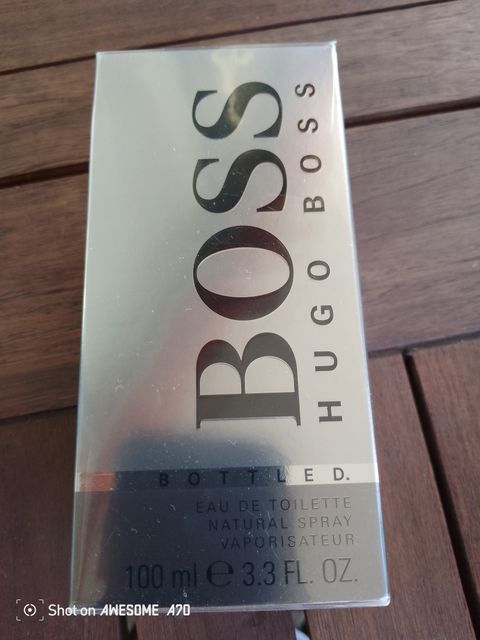 BOSS
HUGO BOSS
BOTTLED.
EAU DE TOILETTE
NATURAL SPRAY
VAPORISATEUR
100 ml ℮ 3.3 FL. OZ.
Shot on AWESOME A70